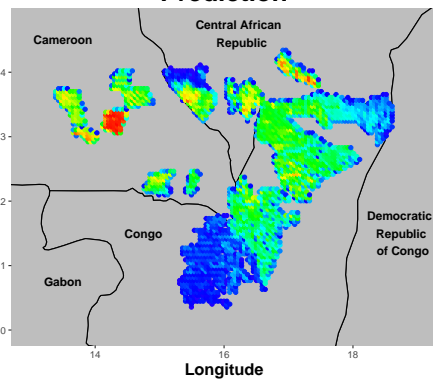 Central African
Republic
Cameroon
4
3
2
Democratic
Republic
of Congo
Congo
1
Gabon
0
14 16 18
Longitude